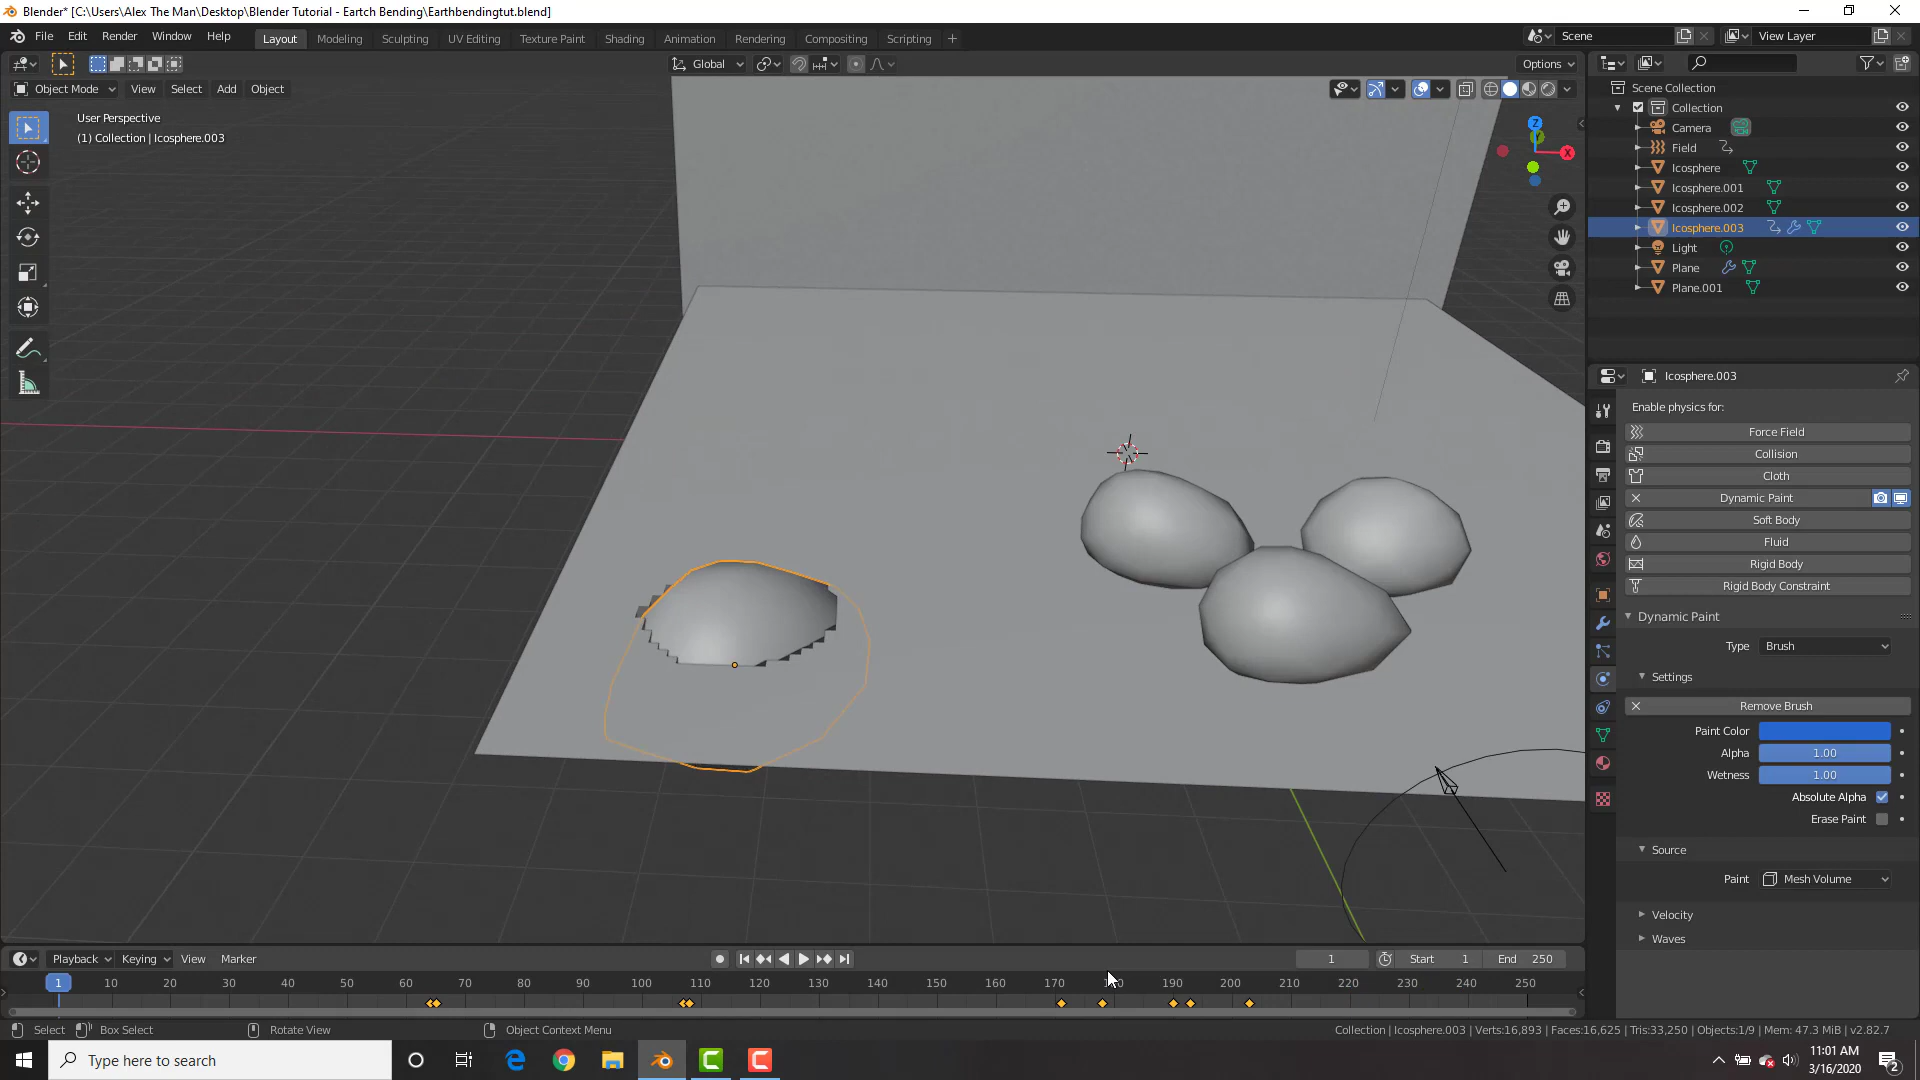 Blender* [C:\Users\Alex The Man\Desktop\Blender Tutorial - Eartch Bending\Earthbendingtut.blend]
File Edit Render Window Help
Layout Modeling Sculpting UV Editing Texture Paint Shading Animation Rendering Compositing Scripting +
Scene View Layer
Global Options
Object Mode View Select Add Object
User Perspective
(1) Collection | Icosphere.003
Z
X
Scene Collection
Collection
Camera
Field
Icosphere
Icosphere.001
Icosphere.002
Icosphere.003
Light
Plane
Plane.001
Icosphere.003
Enable physics for:
Force Field
Collision
Cloth
Dynamic Paint
Soft Body
Fluid
Rigid Body
Rigid Body Constraint
Dynamic Paint
Type Brush
Settings
Remove Brush
Paint Color
Alpha 1.00
Wetness 1.00
Absolute Alpha
Erase Paint
Source
Paint Mesh Volume
Velocity
Waves
Playback Keying View Marker 1 Start 1 End 250
1 10 20 30 40 50 60 70 80 90 100 110 120 130 140 150 160 170 180 190 200 210 220 230 240 250
Select Box Select Rotate View Object Context Menu Collection | Icosphere.003 | Verts:16,893 | Faces:16,625 | Tris:33,250 | Objects:1/9 | Mem: 47.3 MiB | v2.82.7
Type here to search
11:01 AM
3/16/2020
2